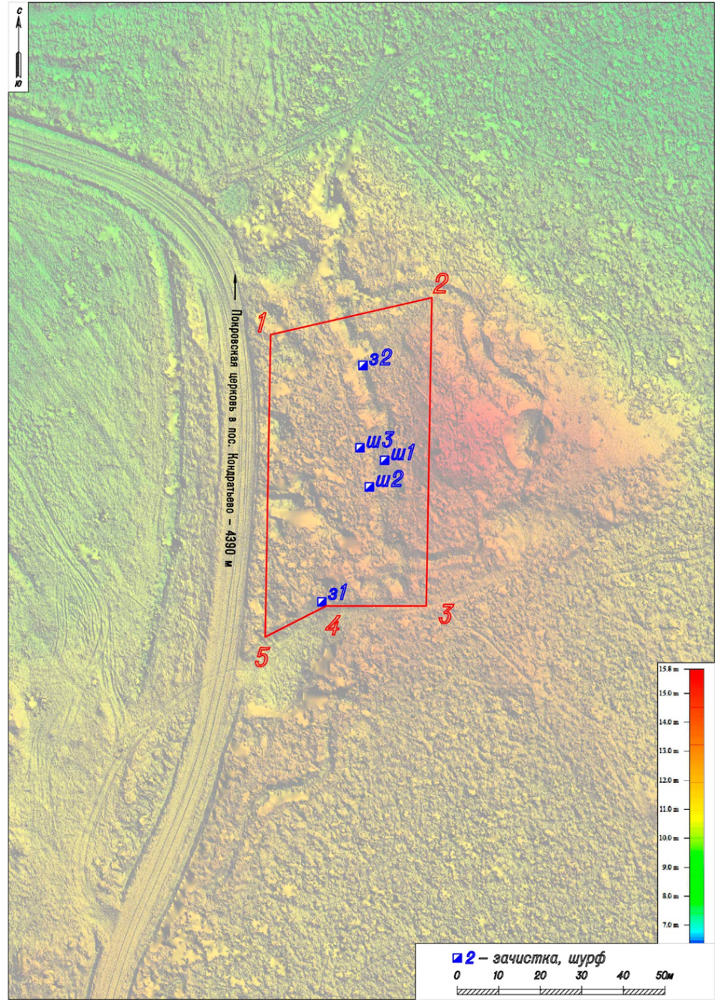 С
Ю
1
2
з2
Покровская церковь в пос. Кондратьево – 4390 м
ш3
ш1
ш2
з1
3
4
5
15.8 m
15.0 m
14.0 m
13.0 m
12.0 m
11.0 m
10.0 m
9.0 m
8.0 m
7.0 m
2 – зачистка, шурф
0 10 20 30 40 50м